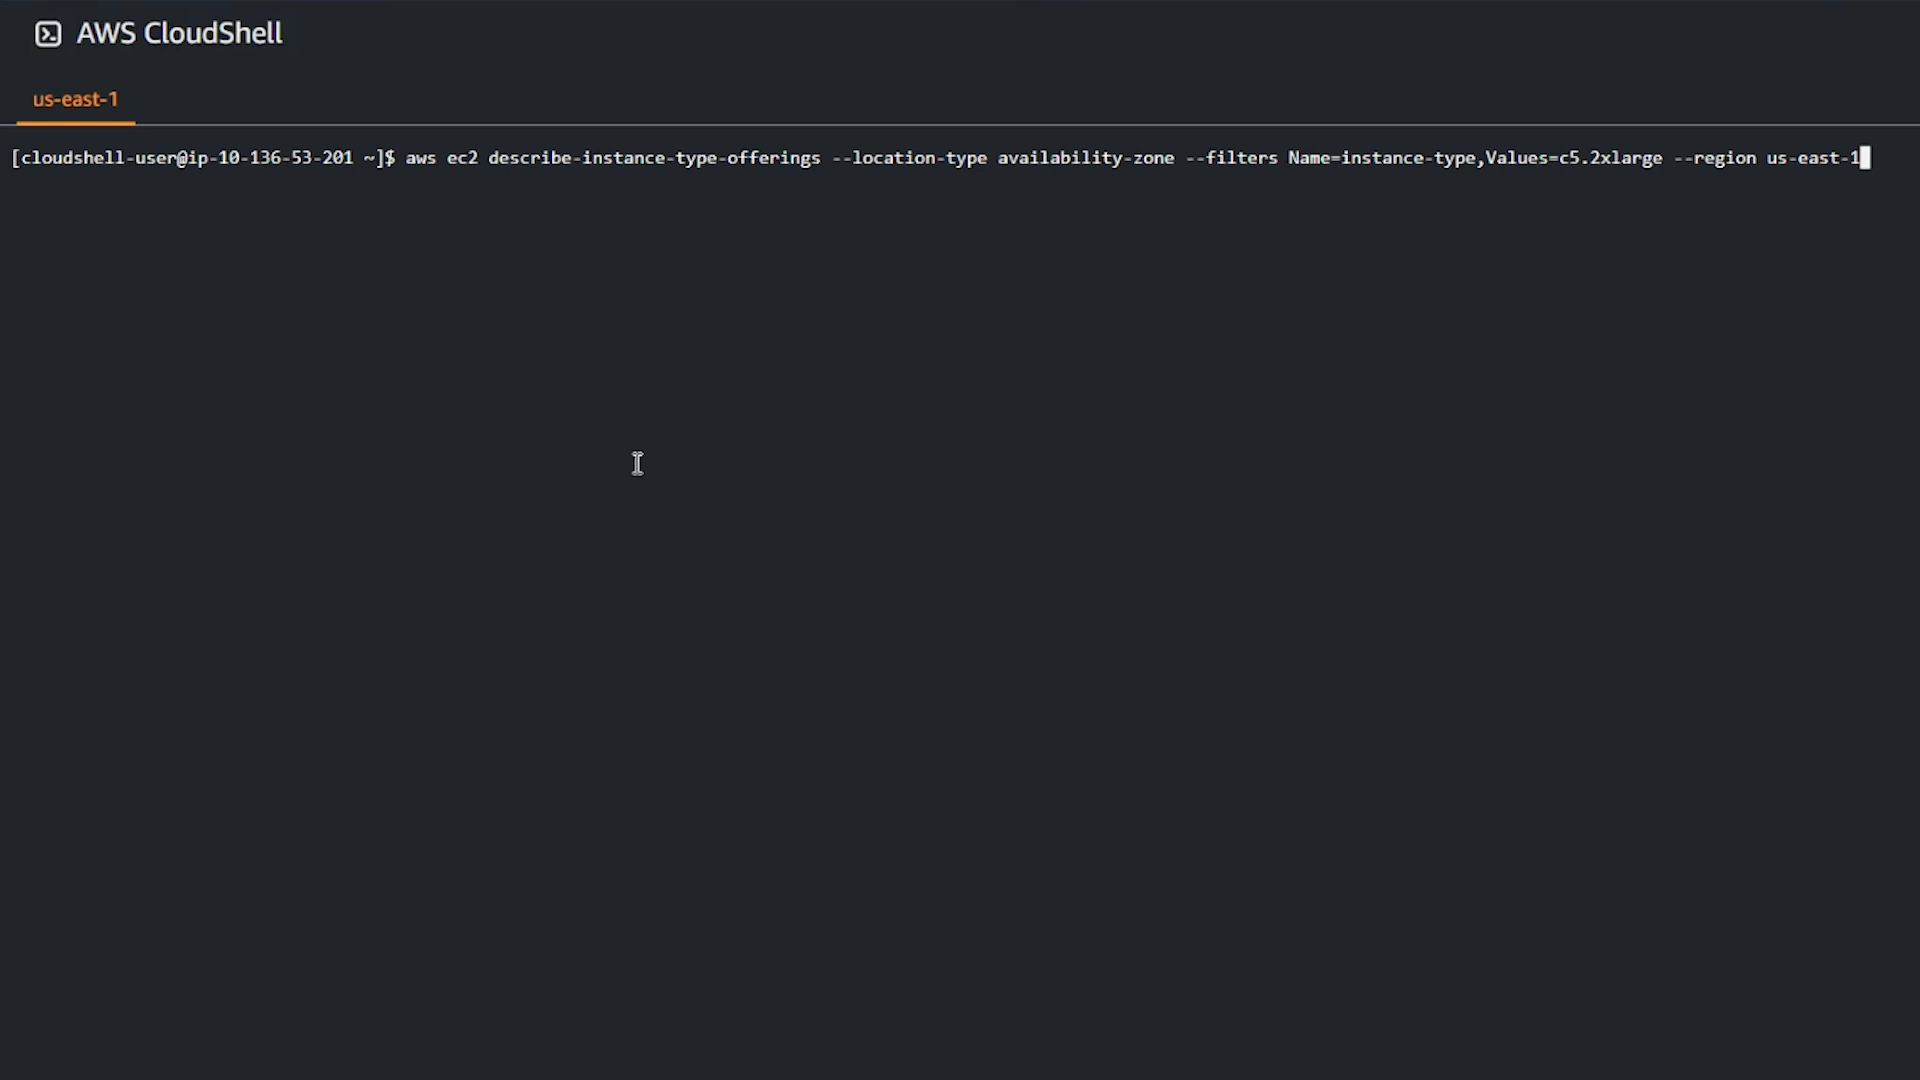 AWS CloudShell
us-east-1
[cloudshell-user@ip-10-136-53-201 ~]$ aws ec2 describe-instance-type-offerings --location-type availability-zone --filters Name=instance-type,Values=c5.2xlarge --region us-east-1